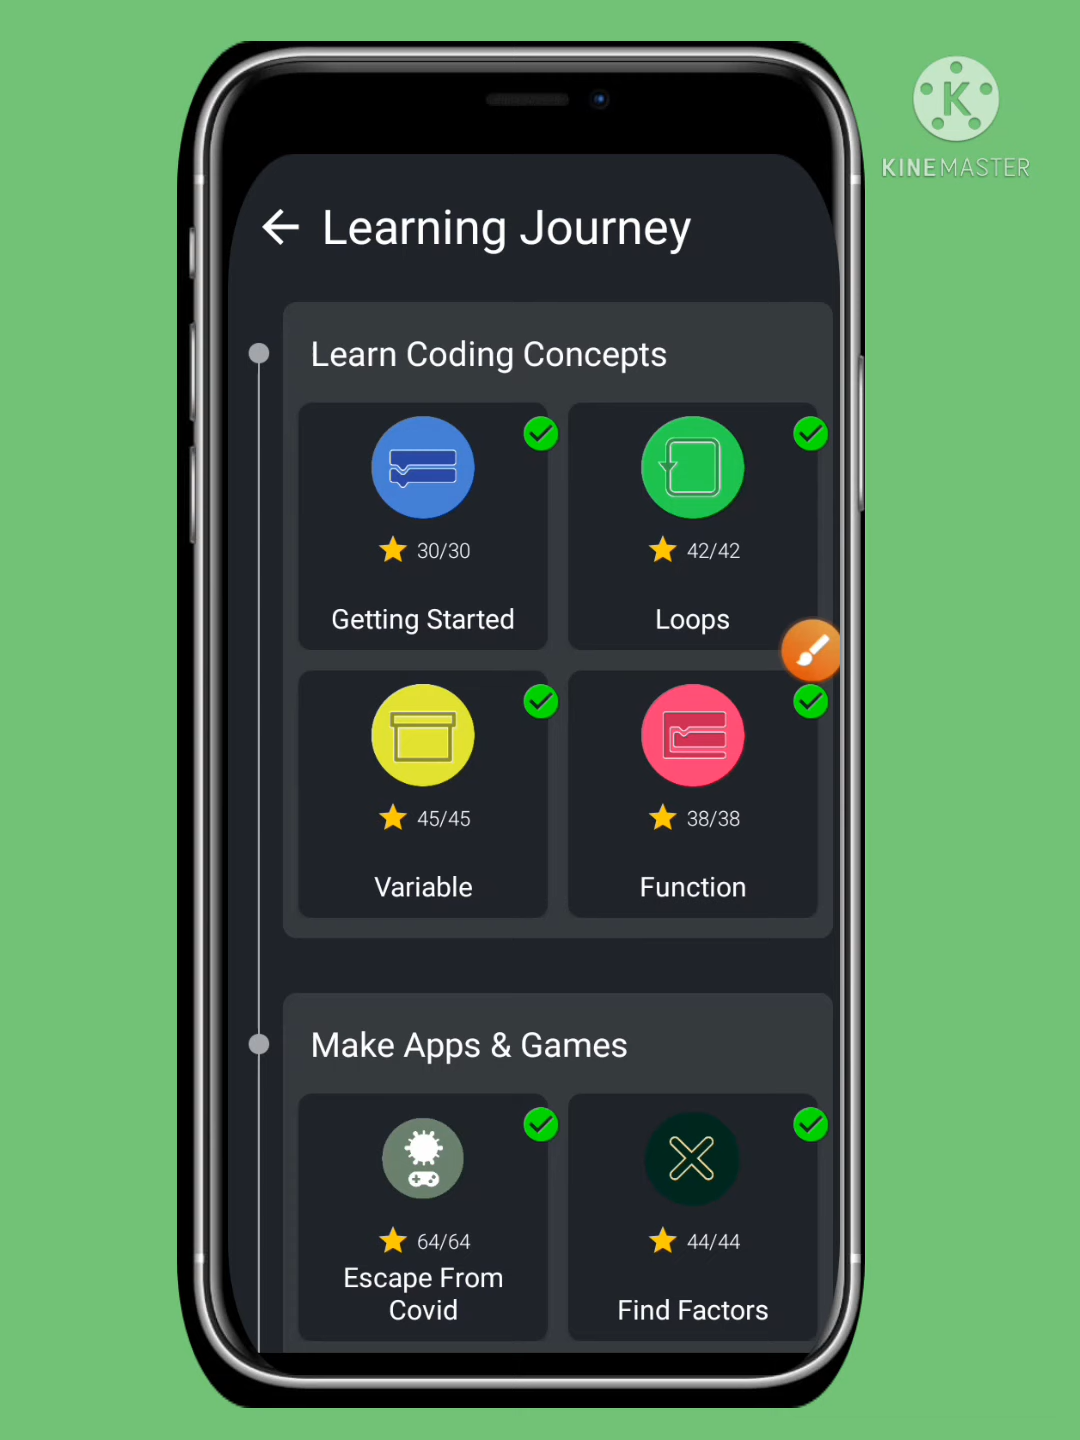 KINEMASTER
Learning Journey
Learn Coding Concepts
30/30
42/42
Getting Started
Loops
45/45
38/38
Variable
Function
Make Apps & Games
64/64
44/44
Escape From
Covid
Find Factors